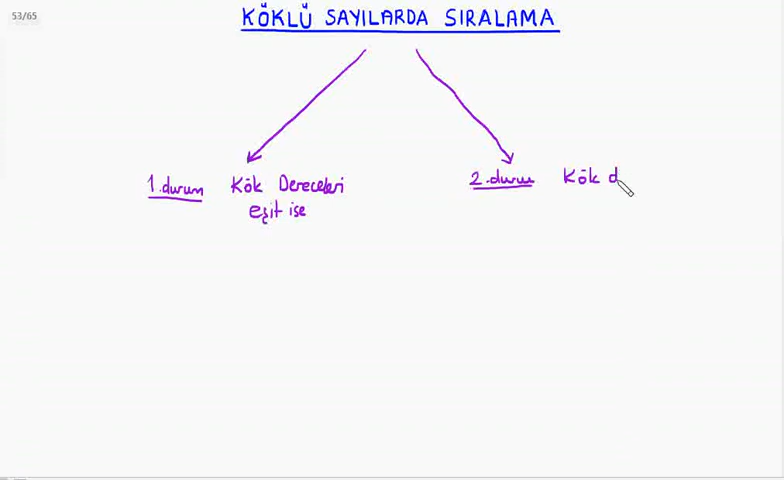 53/65
KÖKLÜ SAYILARDA SIRALAMA
1.durum Kök Dereceleri
eşit ise
2.durum Kök d